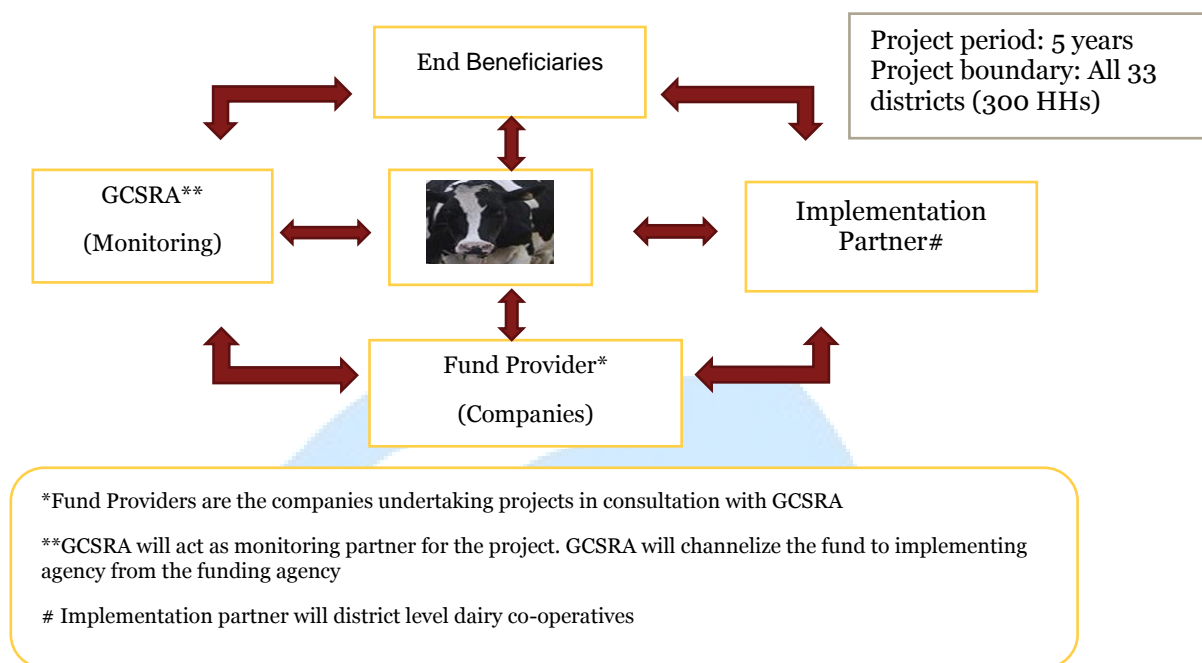 End Beneficiaries
Project period: 5 years
Project boundary: All 33
districts (300 HHs)
GCSRA**
(Monitoring)
Implementation
Partner#
Fund Provider*
(Companies)
*Fund Providers are the companies undertaking projects in consultation with GCSRA
**GCSRA will act as monitoring partner for the project. GCSRA will channelize the fund to implementing
agency from the funding agency
# Implementation partner will district level dairy co-operatives